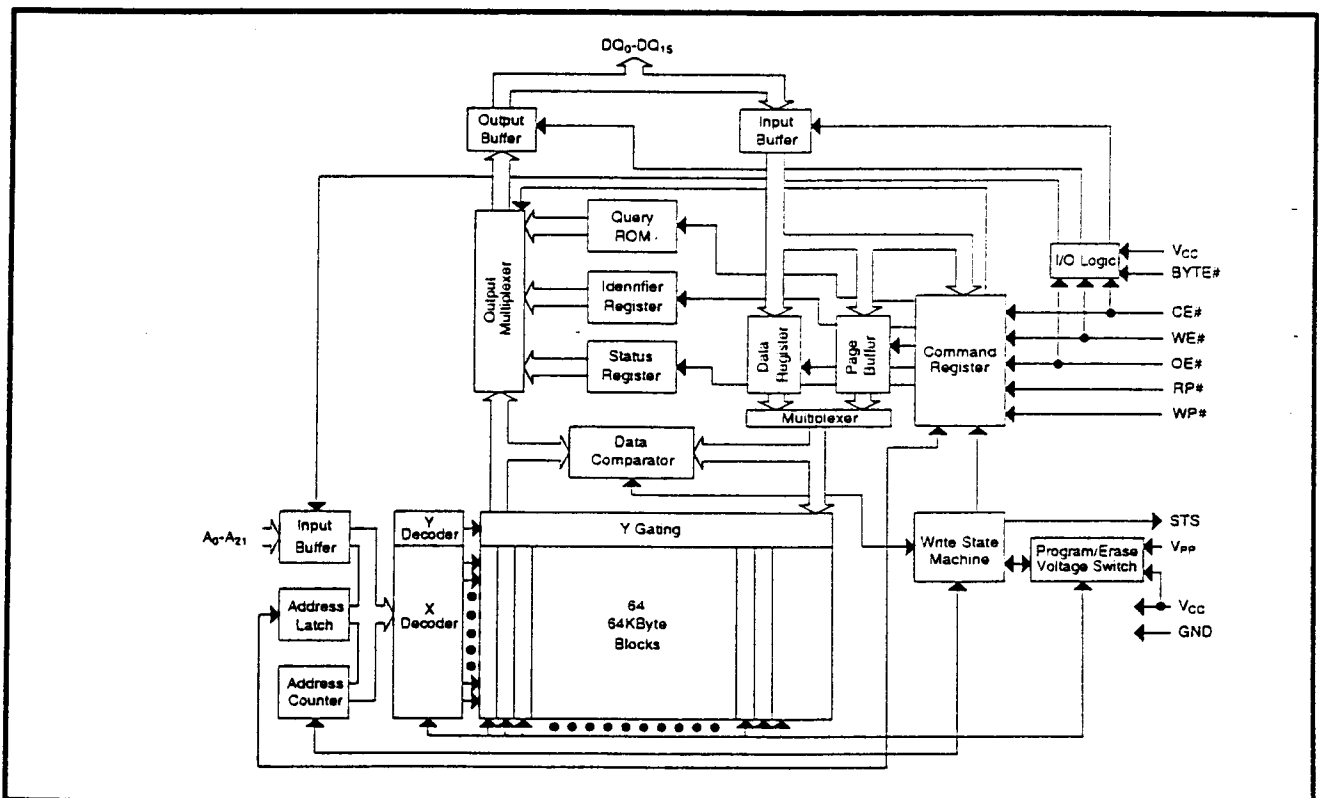 DQ0-DQ15
Output
Buffer
Input
Buffer
Output
Multiplexer
Query
ROM
Identifier
Register
Status
Register
Data
Register
Page
Buffer
Multiplexer
Command
Register
I/O Logic
VCC
BYTE#
CE#
WE#
OE#
RP#
WP#
Data
Comparator
A0-A21
Input
Buffer
Address
Latch
Address
Counter
Y
Decoder
X
Decoder
Y Gating
64
64KByte
Blocks
Write State
Machine
Program/Erase
Voltage Switch
STS
VPP
VCC
GND